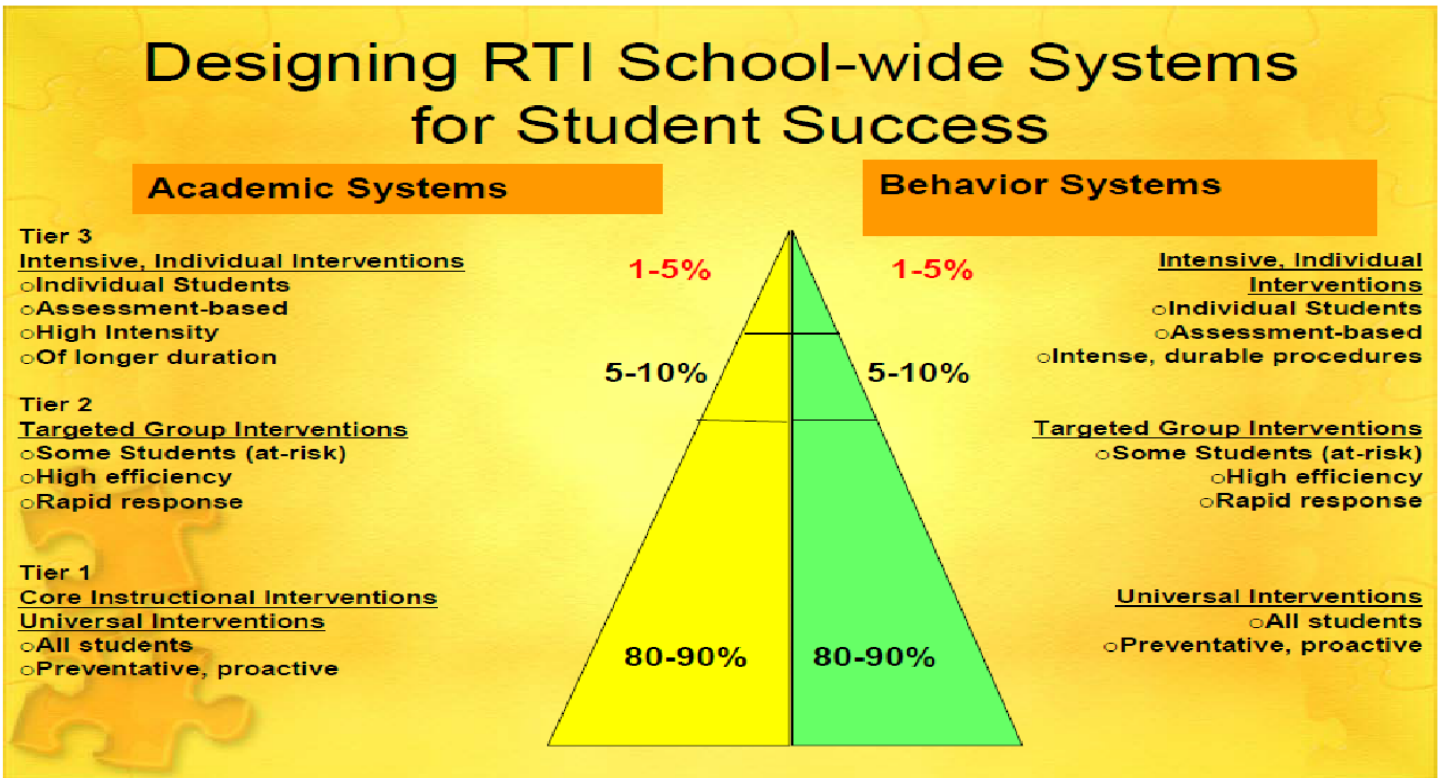 Designing RTI School-wide Systems
for Student Success
Academic Systems
Behavior Systems
Tier 3
Intensive, Individual Interventions
oIndividual Students
oAssessment-based
oHigh Intensity
oOf longer duration
Tier 2
Targeted Group Interventions
oSome Students (at-risk)
oHigh efficiency
oRapid response
Tier 1
Core Instructional Interventions
Universal Interventions
oAll students
oPreventative, proactive
1-5%
1-5%
5-10%
5-10%
80-90%
80-90%
Intensive, Individual
Interventions
oIndividual Students
oAssessment-based
oIntense, durable procedures
Targeted Group Interventions
oSome Students (at-risk)
oHigh efficiency
oRapid response
Universal Interventions
oAll students
oPreventative, proactive